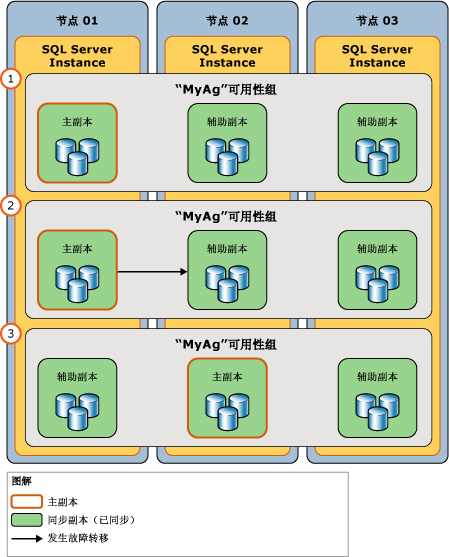 节点 01
节点 02
节点 03
SQL Server
Instance
SQL Server
Instance
SQL Server
Instance
1
“MyAg”可用性组
主副本
辅助副本
辅助副本
2
“MyAg”可用性组
主副本
辅助副本
辅助副本
3
“MyAg”可用性组
辅助副本
主副本
辅助副本
图解
主副本
同步副本（已同步）
发生故障转移